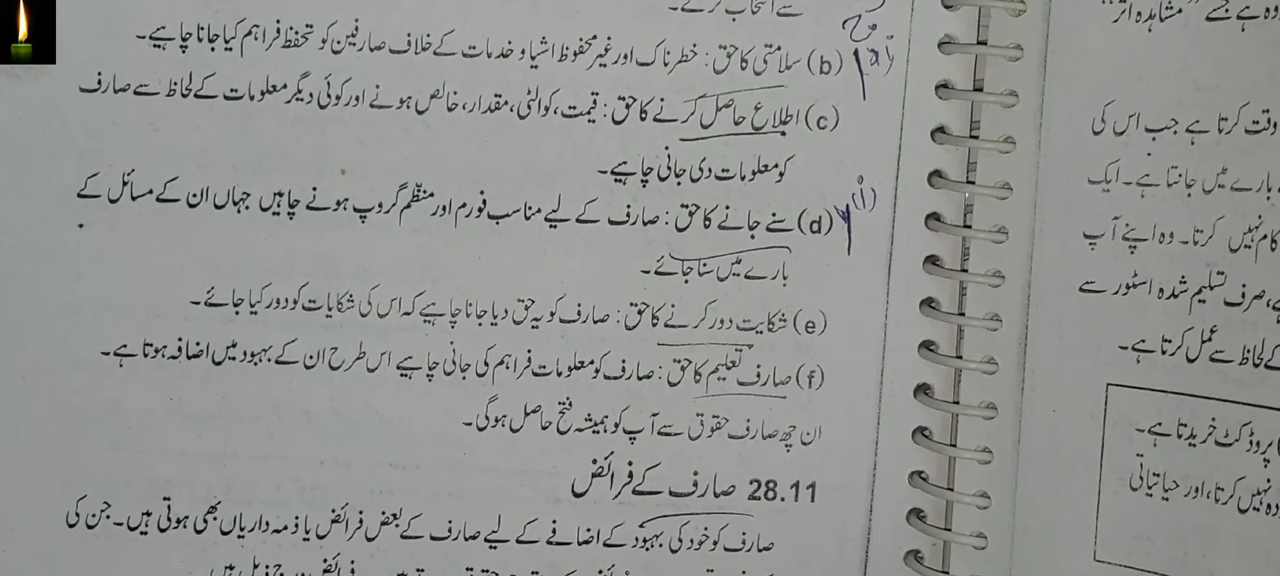 سے انتخاب کرلے۔
(b) سلامتی کا حق : خطرناک اور غیر محفوظ اشیا و خدمات کے خلاف صارفین کو تحفظ فراہم کیا جانا چاہیے۔
(c) اطلاع حاصل کرنے کا حق : قیمت، کوالٹی، مقدار، خالص ہونے اور کوئی دیگر معلومات کے لحاظ سے صارف
کو معلومات دی جانی چاہیے۔
(d) سنے جانے کا حق : صارف کے لیے مناسب فورم اور منظم گروپ ہونے چاہیں جہاں ان کے مسائل کے
بارے میں سنا جائے۔
(e) شکایت دور کرنے کا حق : صارف کو یہ حق دیا جانا چاہیے کہ اس کی شکایات کو دور کیا جائے۔
(f) صارف تعلیم کا حق : صارف کو معلومات فراہم کی جانی چاہیے اس طرح ان کے بہبود میں اضافہ ہوتا ہے۔
ان چھ صارف حقوق سے آپ کو ہمیشہ فتح حاصل ہوگی۔
28.11 صارف کے فرائض
صارف کو خود کی بہبود کے اضافے کے لیے صارف کے بعض فرائض یا ذمہ داریاں بھی ہوتی ہیں۔ جن کی
(i)
وہ ہے جسے "مشاہدہ اثر"
وقت کرتا ہے جب اس کی
بارے میں جانتا ہے۔ ایک
کام نہیں کرتا۔ وہ اپنے آپ
ہے، صرف تسلیم شدہ اسٹور سے
کے لحاظ سے عمل کرتا ہے۔
پروڈکٹ خریدتا ہے۔
نہیں کرتا، اور حیاتیاتی